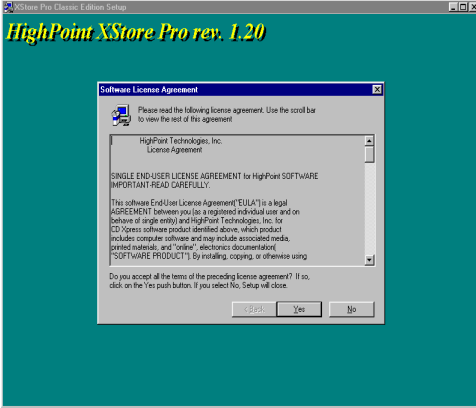 XStore Pro Classic Edition Setup
HighPoint XStore Pro rev. 1.20
Software License Agreement
Please read the following license agreement. Use the scroll bar
to view the rest of this agreement
HighPoint Technologies, Inc.
License Agreement
SINGLE END-USER LICENSE AGREEMENT for HighPoint SOFTWARE
IMPORTANT-READ CAREFULLY.
This software End-User License Agreement("EULA") is a legal
AGREEMENT between you (as a registered individual user and on
behave of single entity) and HighPoint Technologies, Inc. for
CD Xpress software product identified above, which product
includes computer software and may include associated media,
printed materials, and "online", electronics documentation(
"SOFTWARE PRODUCT"). By installing, copying, or otherwise using
Do you accept all the terms of the preceding license agreement? If so,
click on the Yes push button. If you select No, Setup will close.
< Back
Yes
No